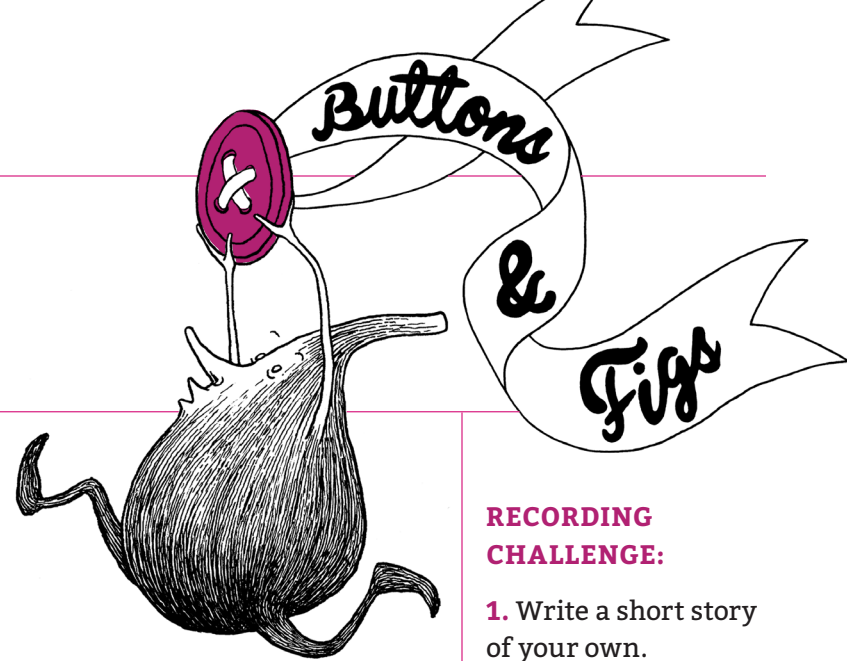 Buttons
&
Figs
RECORDING
CHALLENGE:
1. Write a short story
of your own.